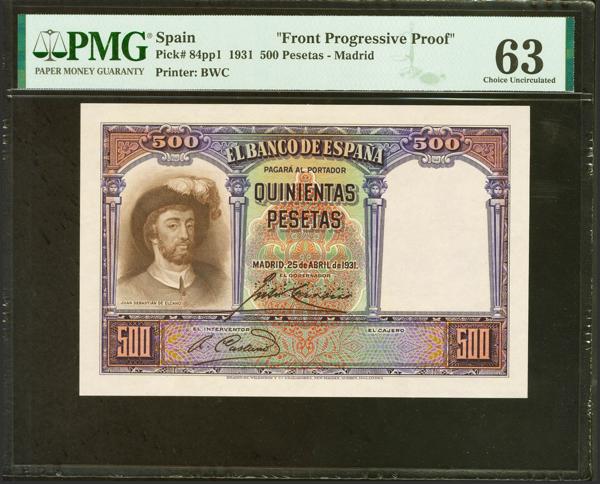 PMG
PAPER MONEY GUARANTY
Spain "Front Progressive Proof"
Pick# 84pp1 1931 500 Pesetas - Madrid
Printer: BWC
63
Choice Uncirculated
500 500
EL BANCO DE ESPAÑA
PAGARÁ AL PORTADOR
QUINIENTAS
PESETAS
MADRID, 25 de ABRIL de 1931.
EL GOBERNADOR
JUAN SEBASTIÁN DE ELCANO
EL INTERVENTOR EL CAJERO
500 500